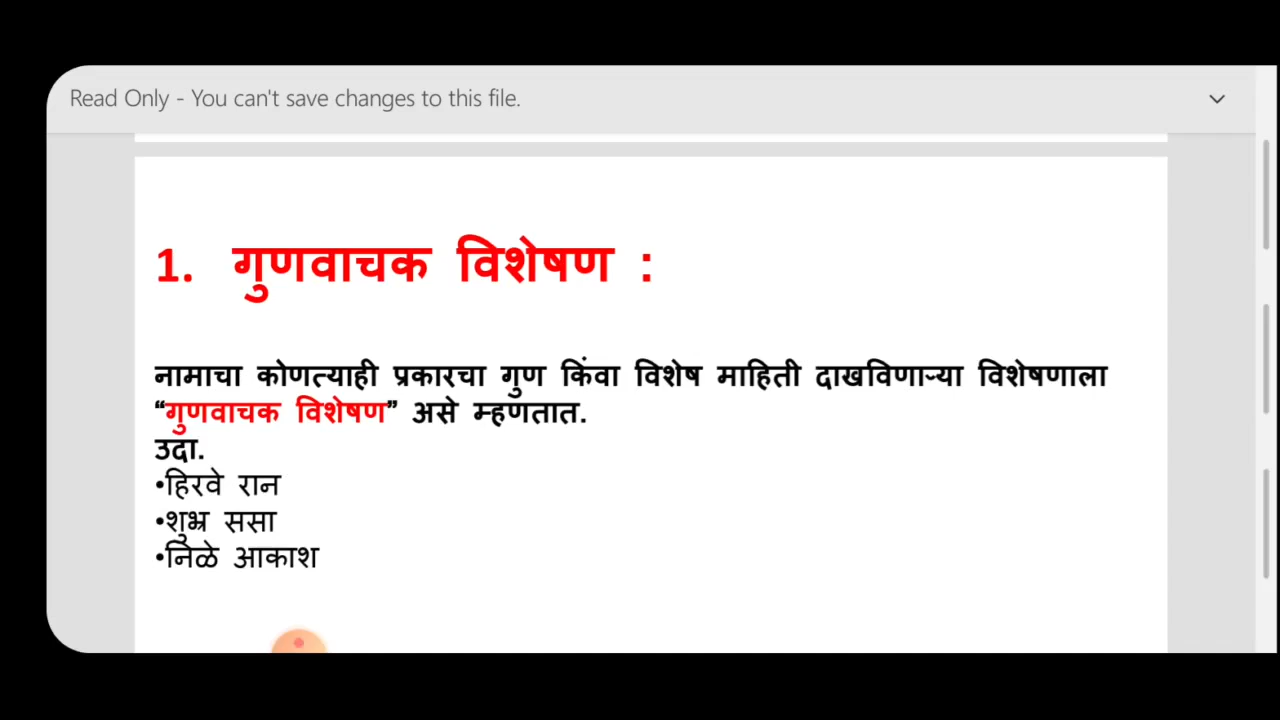 Read Only - You can't save changes to this file.
1. गुणवाचक विशेषण :
नामाचा कोणत्याही प्रकारचा गुण किंवा विशेष माहिती दाखविणाऱ्या विशेषणाला
“गुणवाचक विशेषण” असे म्हणतात.
उदा.
•हिरवे रान
•शुभ्र ससा
•निळे आकाश